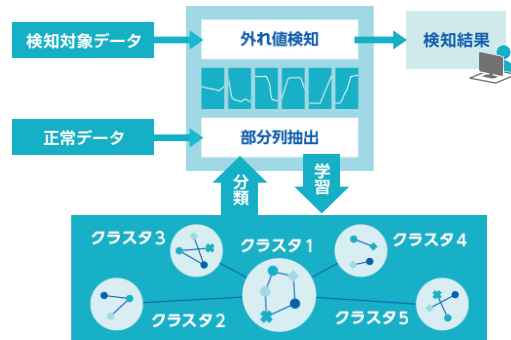 検知対象データ
外れ値検知
検知結果
正常データ
部分列抽出
分類
学習
クラスタ3
クラスタ1
クラスタ4
クラスタ2
クラスタ5